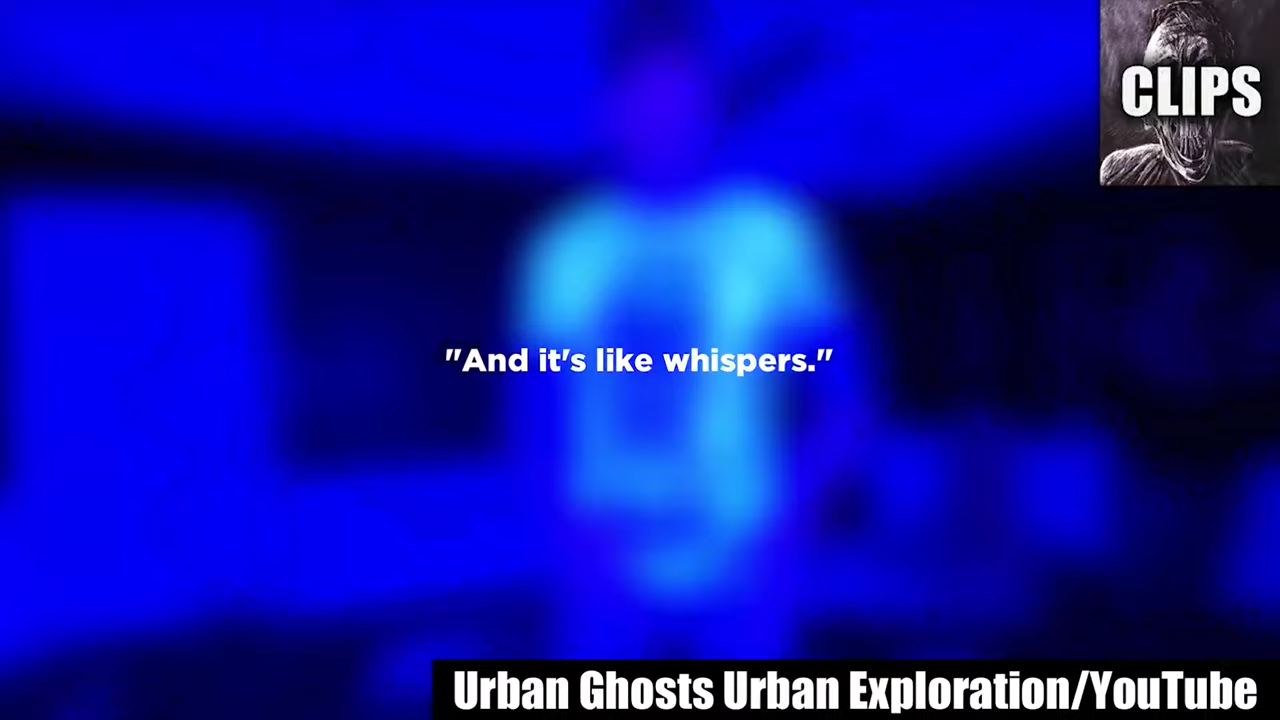 CLIPS
"And it's like whispers."
Urban Ghosts Urban Exploration/YouTube